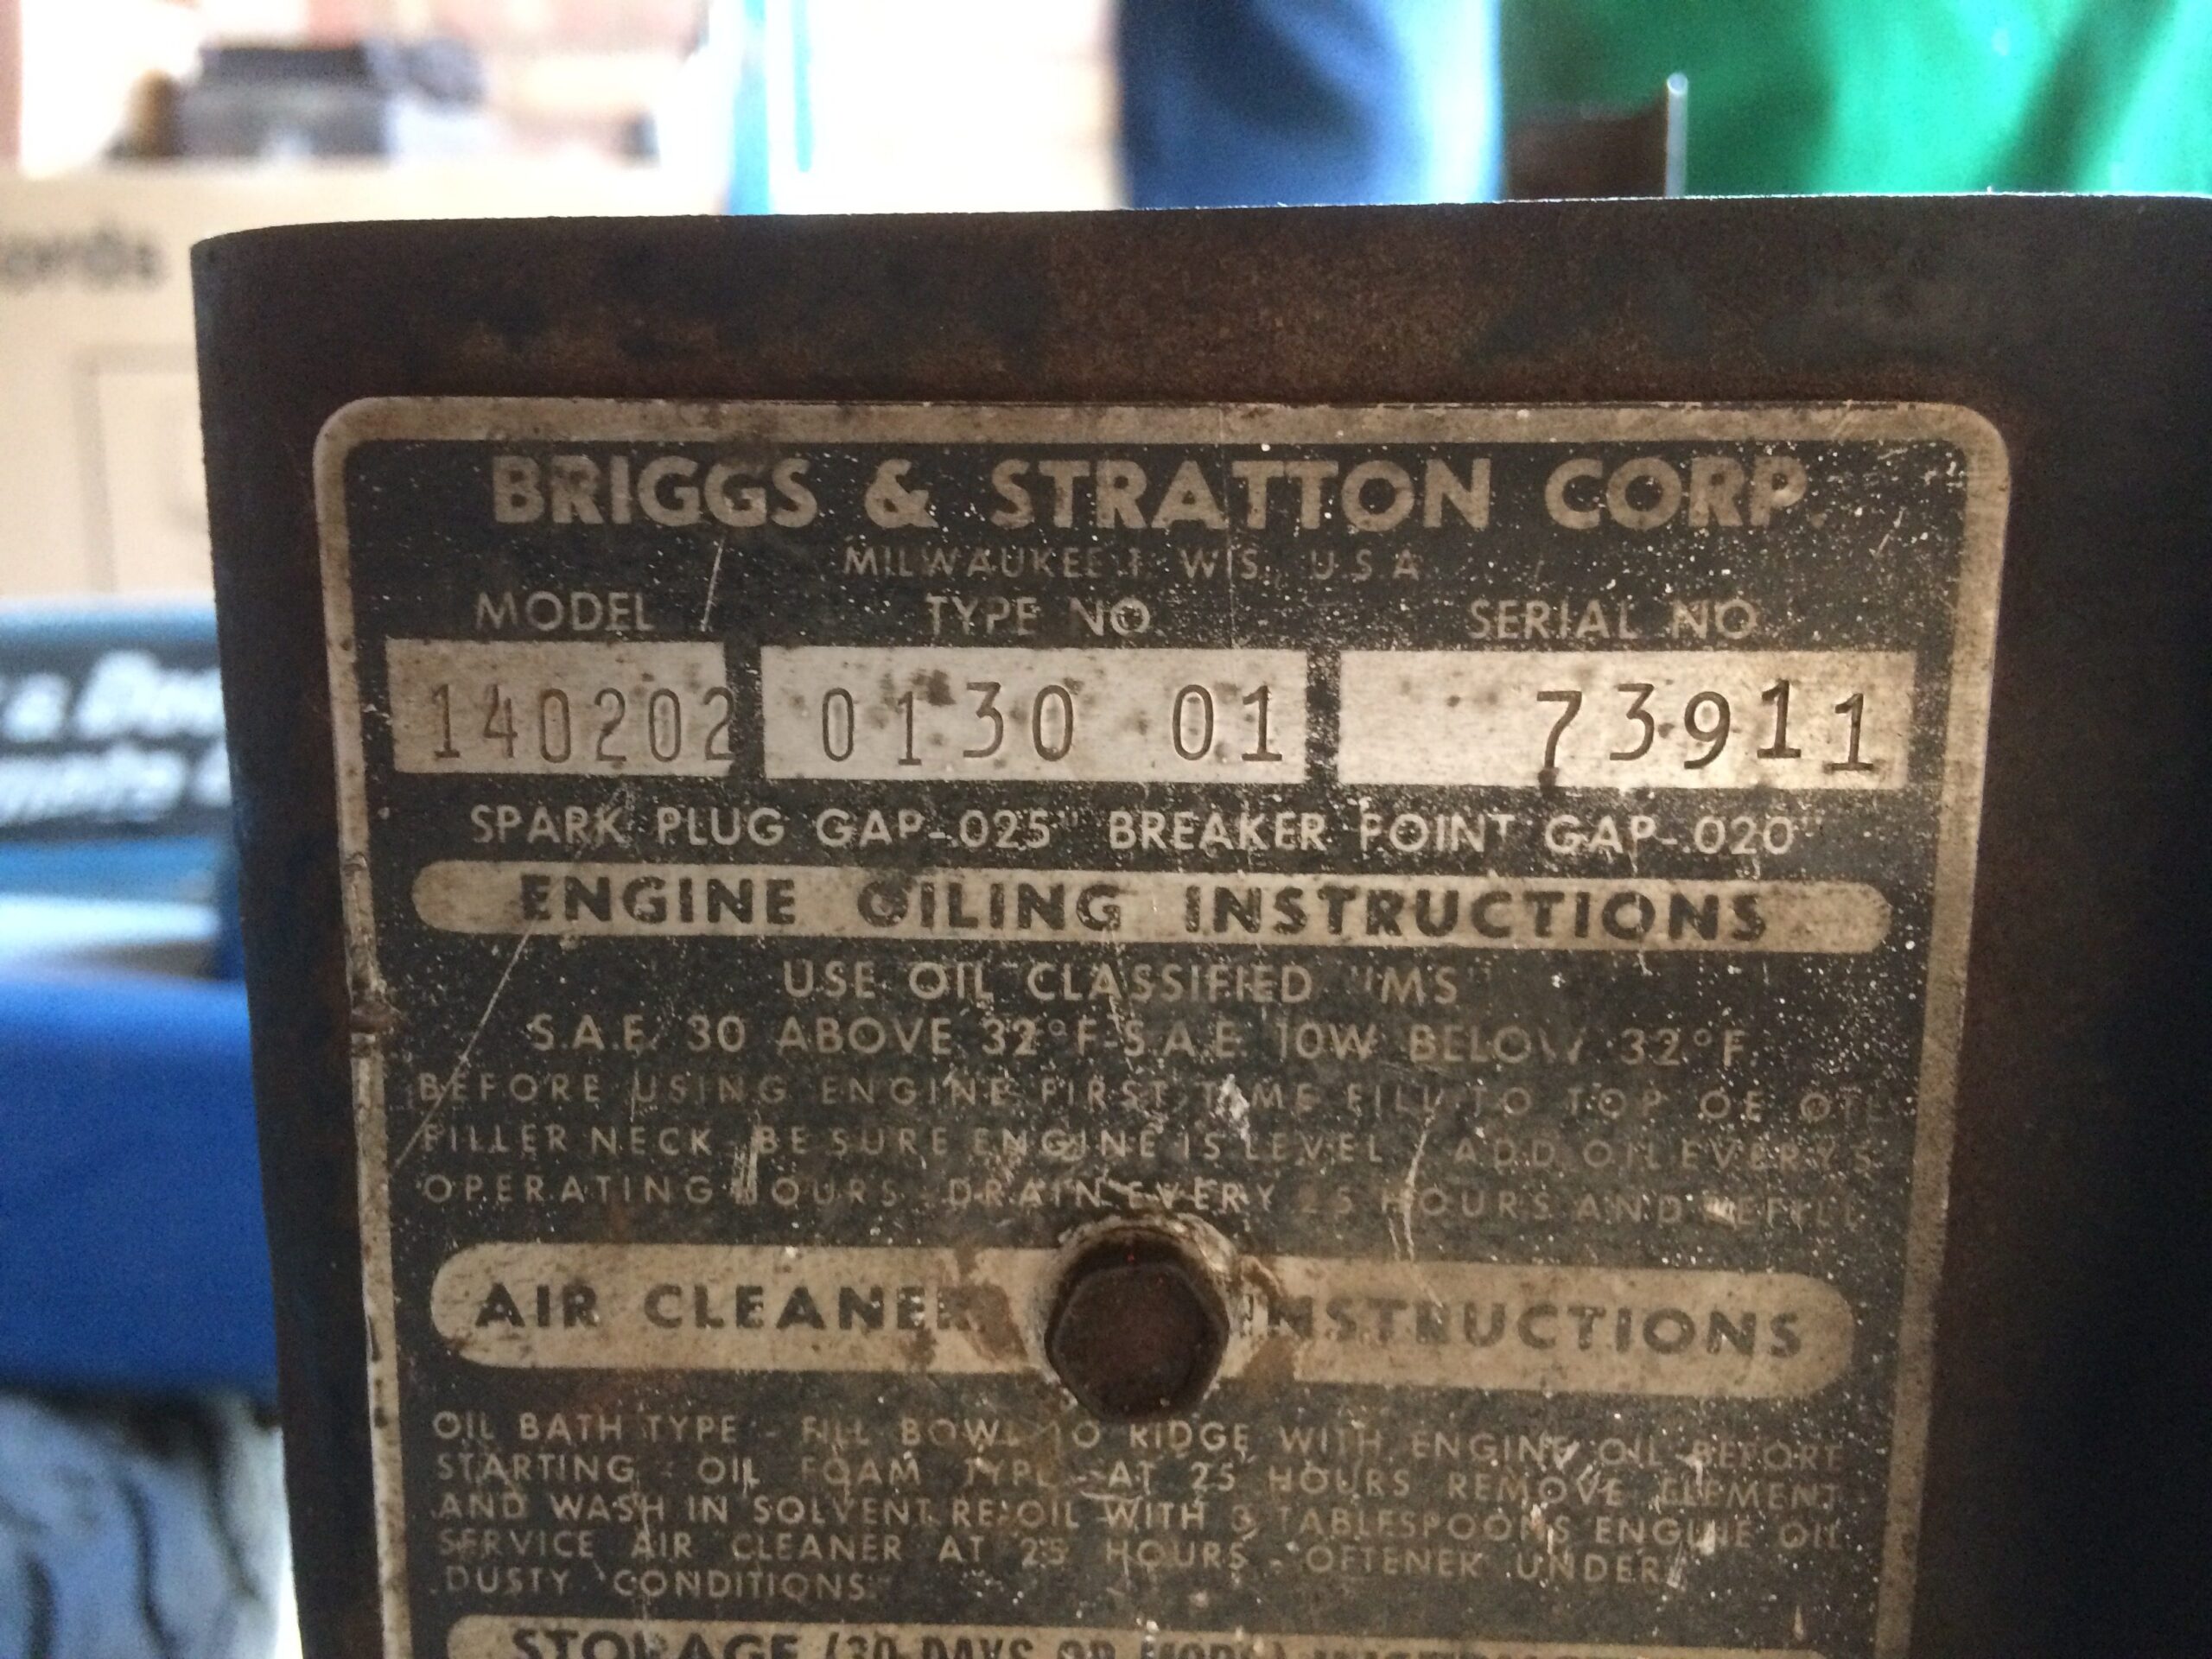 BRIGGS & STRATTON CORP.
MILWAUKEE 1, WIS., U.S.A.
MODEL TYPE NO. SERIAL NO.
140202 0130 01 73911
SPARK PLUG GAP-.025" BREAKER POINT GAP-.020"
ENGINE OILING INSTRUCTIONS
USE OIL CLASSIFIED "MS"
S.A.E. 30 ABOVE 32°F-S.A.E. 10W BELOW 32°F.
BEFORE USING ENGINE FIRST TIME FILL TO TOP OF OIL
FILLER NECK BE SURE ENGINE IS LEVEL ADD OIL EVERY 5
OPERATING HOURS DRAIN EVERY 25 HOURS AND REFILL
AIR CLEANER INSTRUCTIONS
OIL BATH TYPE - FILL BOWL TO RIDGE WITH ENGINE OIL BEFORE
STARTING - OIL FOAM TYPE - AT 25 HOURS REMOVE ELEMENT
AND WASH IN SOLVENT. RE-OIL WITH 3 TABLESPOONS ENGINE OIL
SERVICE AIR CLEANER AT 25 HOURS - OFTENER UNDER
DUSTY CONDITIONS.
STORAGE (30 DAYS OR MORE) INSTRUCTIONS